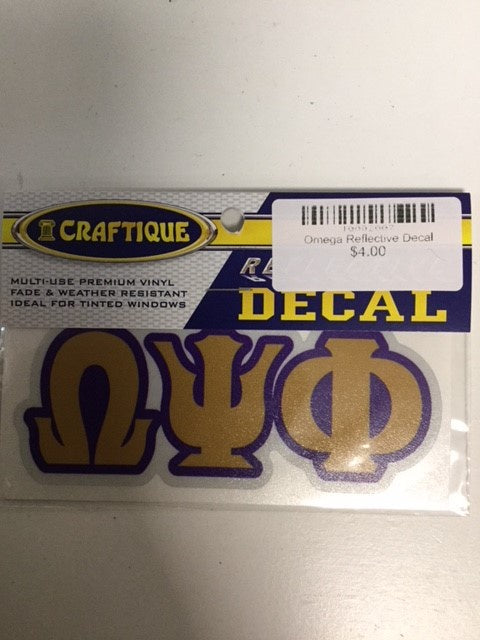 CRAFTIQUE
MULTI-USE PREMIUM VINYL
FADE & WEATHER RESISTANT
IDEAL FOR TINTED WINDOWS
Omega Reflective Decal
$4.00
RE
DECAL
ΩΨΦ